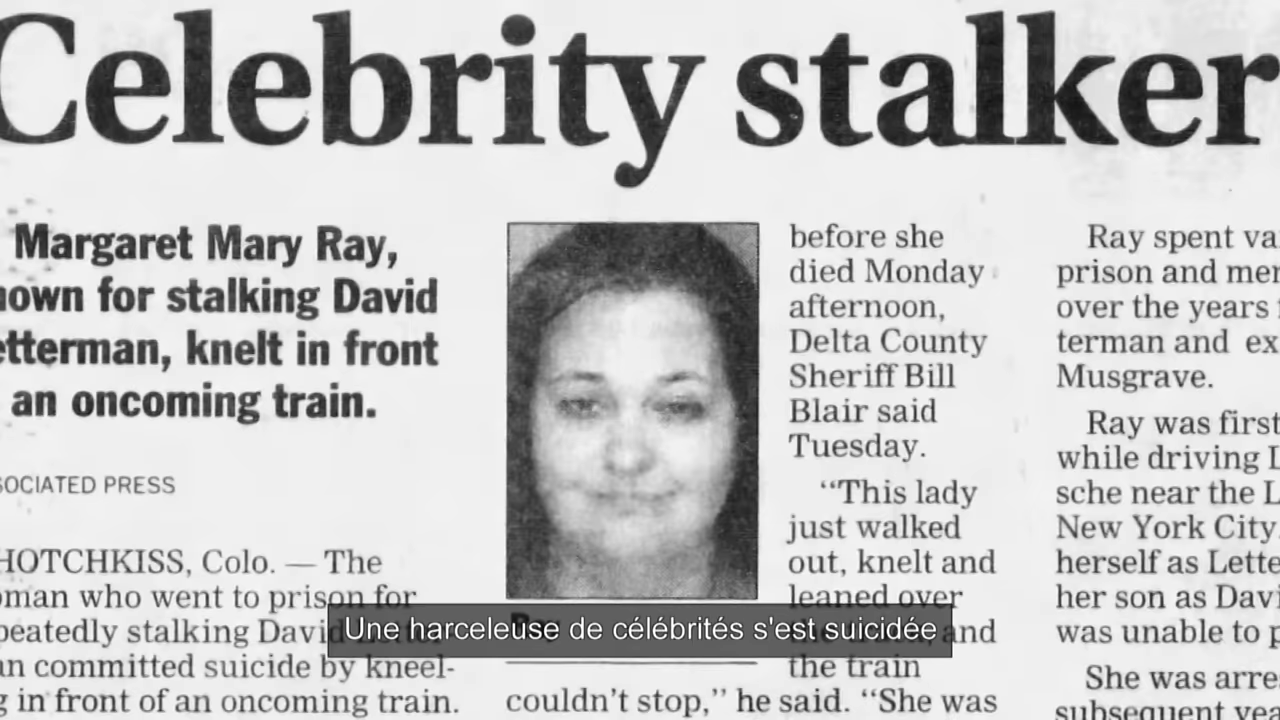 Celebrity stalker
Margaret Mary Ray,
nown for stalking David
etterman, knelt in front
an oncoming train.
SOCIATED PRESS
HOTCHKISS, Colo. — The
oman who went to prison for
peatedly stalking David
an committed suicide by kneel-
g in front of an oncoming train.
Ray
before she
died Monday
afternoon,
Delta County
Sheriff Bill
Blair said
Tuesday.
“This lady
just walked
out, knelt and
leaned over
and
the train
couldn't stop,” he said. “She was
Ray spent va
prison and men
over the years
terman and ex
Musgrave.
Ray was first
while driving L
sche near the L
New York City.
herself as Lette
her son as Davi
was unable to p
She was arre
subsequent yea
Une harceleuse de célébrités s'est suicidée